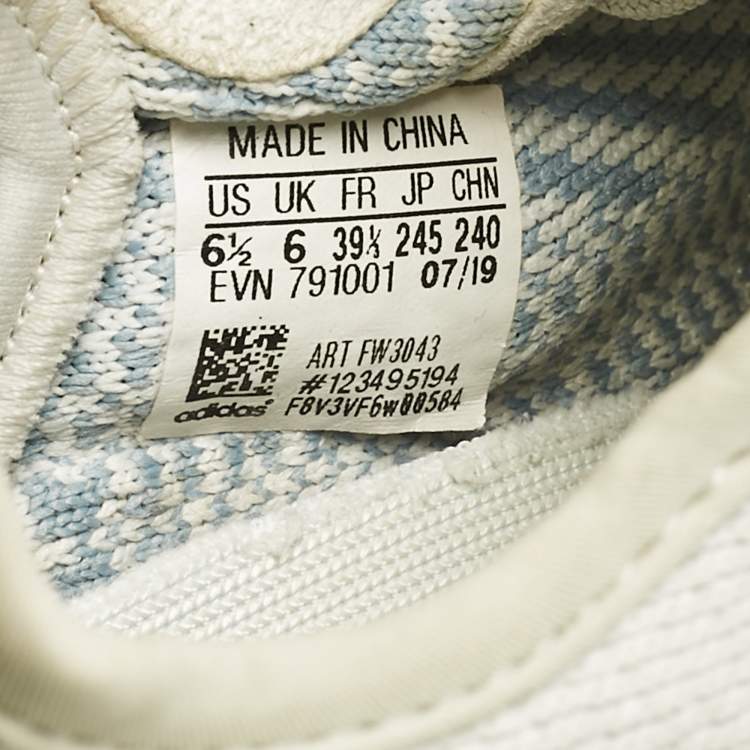 MADE IN CHINA
US UK FR JP CHN
6½ 6 39⅓ 245 240
EVN 791001 07/19
ART FW3043
#123495194
F8V3VF6w00584
adidas